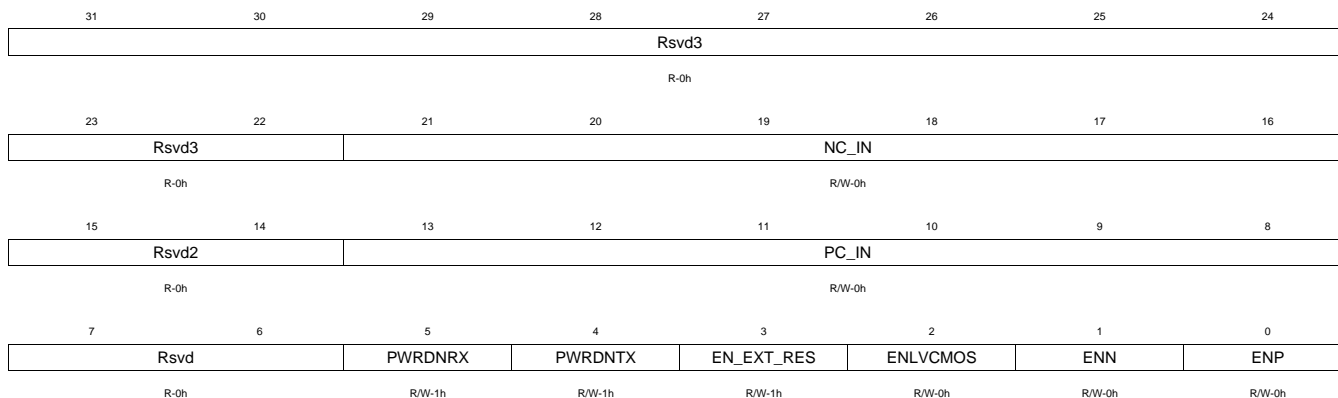 31 30 29 28 27 26 25 24
Rsvd3
R-0h
23 22 21 20 19 18 17 16
Rsvd3 NC_IN
R-0h R/W-0h
15 14 13 12 11 10 9 8
Rsvd2 PC_IN
R-0h R/W-0h
7 6 5 4 3 2 1 0
Rsvd PWRDNRX PWRDNTX EN_EXT_RES ENLVCMOS ENN ENP
R-0h R/W-1h R/W-1h R/W-1h R/W-0h R/W-0h R/W-0h